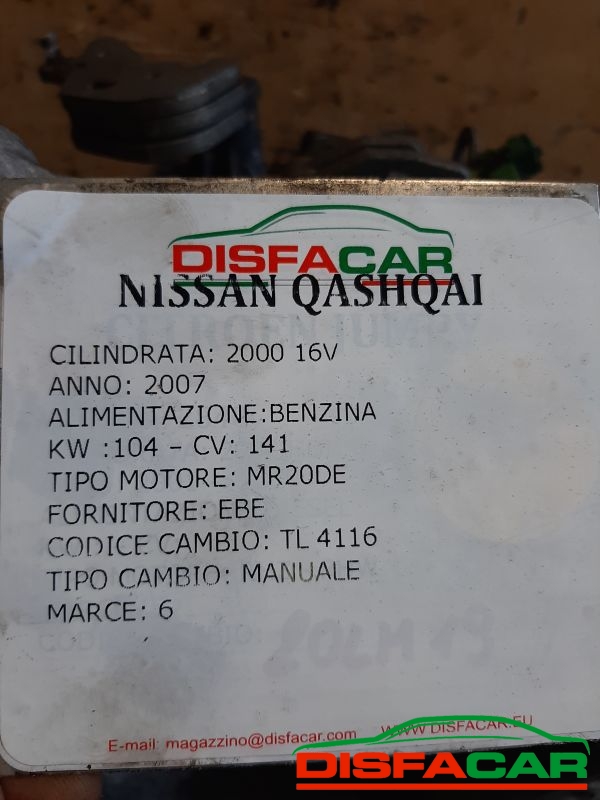 DISFACAR
NISSAN QASHQAI
CILINDRATA: 2000 16V
ANNO: 2007
ALIMENTAZIONE:BENZINA
KW :104 – CV: 141
TIPO MOTORE: MR20DE
FORNITORE: EBE
CODICE CAMBIO: TL 4116
TIPO CAMBIO: MANUALE
MARCE: 6
20LM19
E-mail: magazzino@disfacar.com
WWW.DISFACAR.EU
DISFACAR